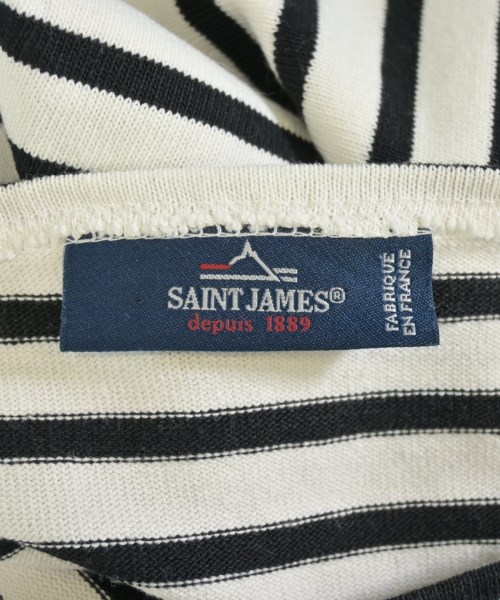 SAINT JAMES®
depuis 1889
FABRIQUÉ
EN FRANCE